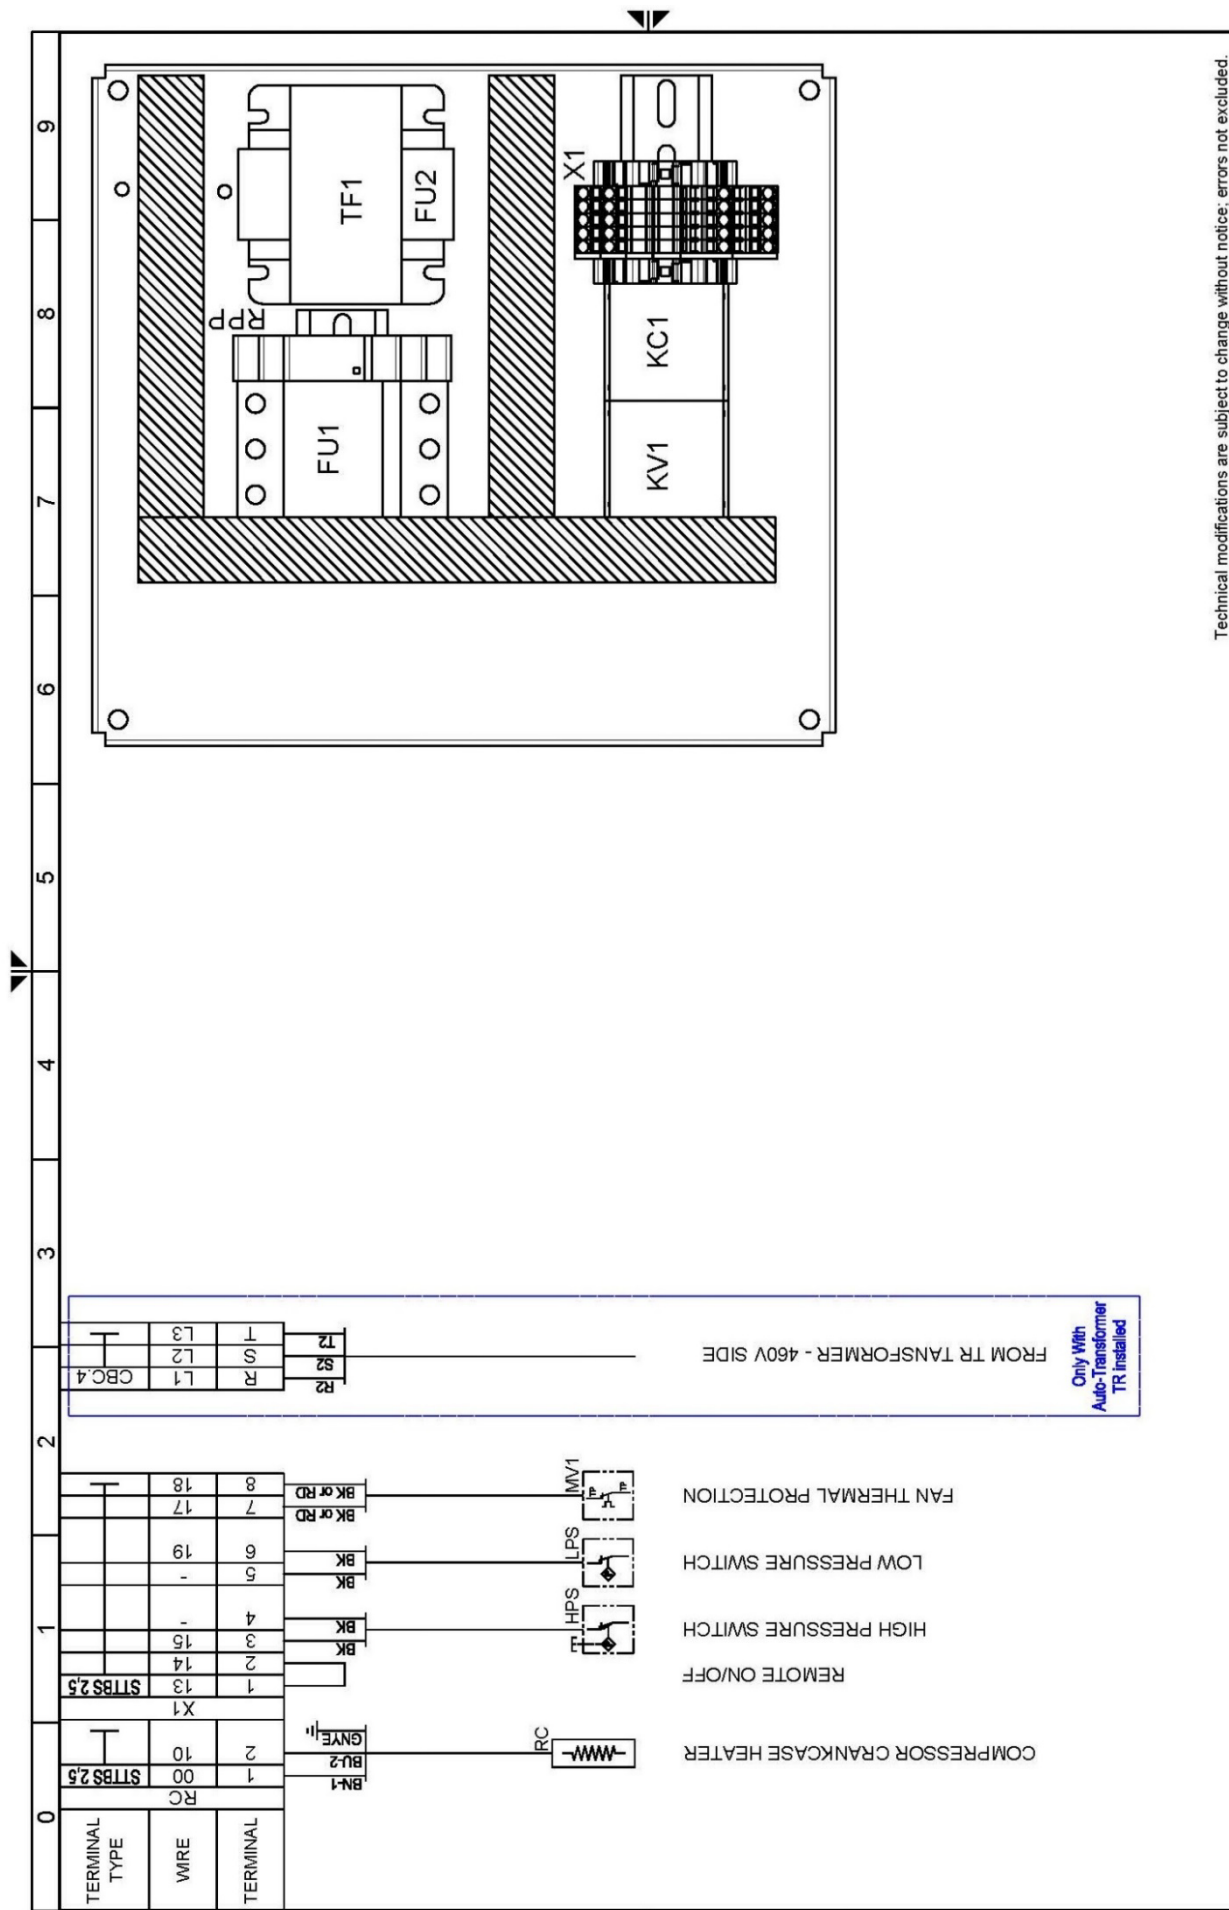 9
8
7
6
5
4
3
2
1
0
TF1
FU2
RPP
FU1
X1
KC1
KV1
Technical modifications are subject to change without notice; errors not excluded.
CBC.4
L3
L2
L1
T
S
R
T2
S2
R2
FROM TR TRANSFORMER - 460V SIDE
Only With
Auto-Transformer
TR installed
18
17
19
-
-
15
14
13
STTBS 2,5
8
7
6
5
4
3
2
1
X1
BK or RD
BK or RD
BK
BK
BK
BK
MV1
FAN THERMAL PROTECTION
LPS
LOW PRESSURE SWITCH
HPS
HIGH PRESSURE SWITCH
REMOTE ON/OFF
STTBS 2,5
10
00
2
1
RC
GNYE
BU-2
BN-1
RC
COMPRESSOR CRANKCASE HEATER
TERMINAL
TYPE
WIRE
TERMINAL